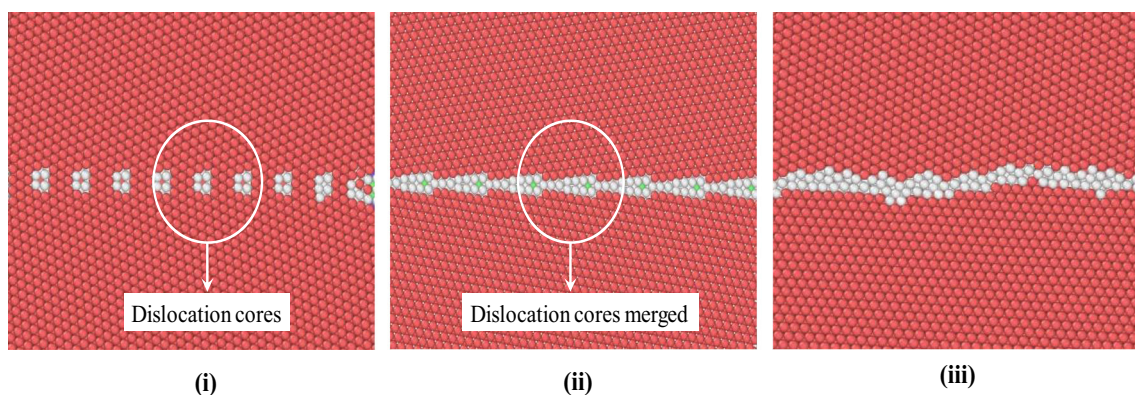 Dislocation cores
Dislocation cores merged
(i)
(ii)
(iii)